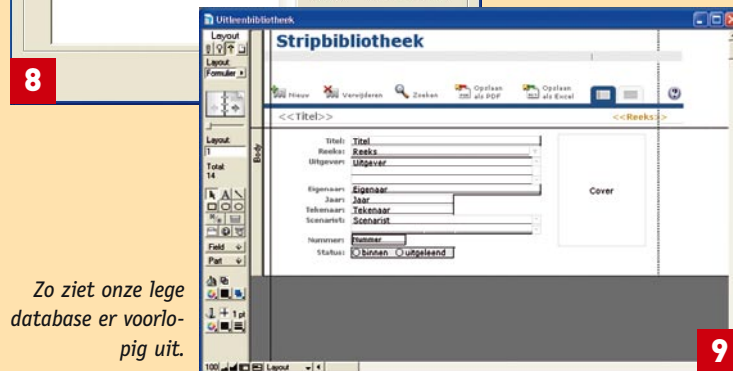 8
Uitleenbibliotheek
Layout
Layout:
Formulier
Layout:
1
Total:
14
Field
Part
1 pt
100
Layout
Stripbibliotheek
Nieuw
Verwijderen
Zoeken
Opslaan als PDF
Opslaan als Excel
<<Titel>>
<<Reeks>>
Body
Titel: Titel
Reeks: Reeks
Uitgever: Uitgever
Eigenaar: Eigenaar
Jaar: Jaar
Tekenaar: Tekenaar
Scenarist: Scenarist
Nummer: Nummer
Status: binnen uitgeleend
Cover
Zo ziet onze lege
database er voorlo-
pig uit.
9